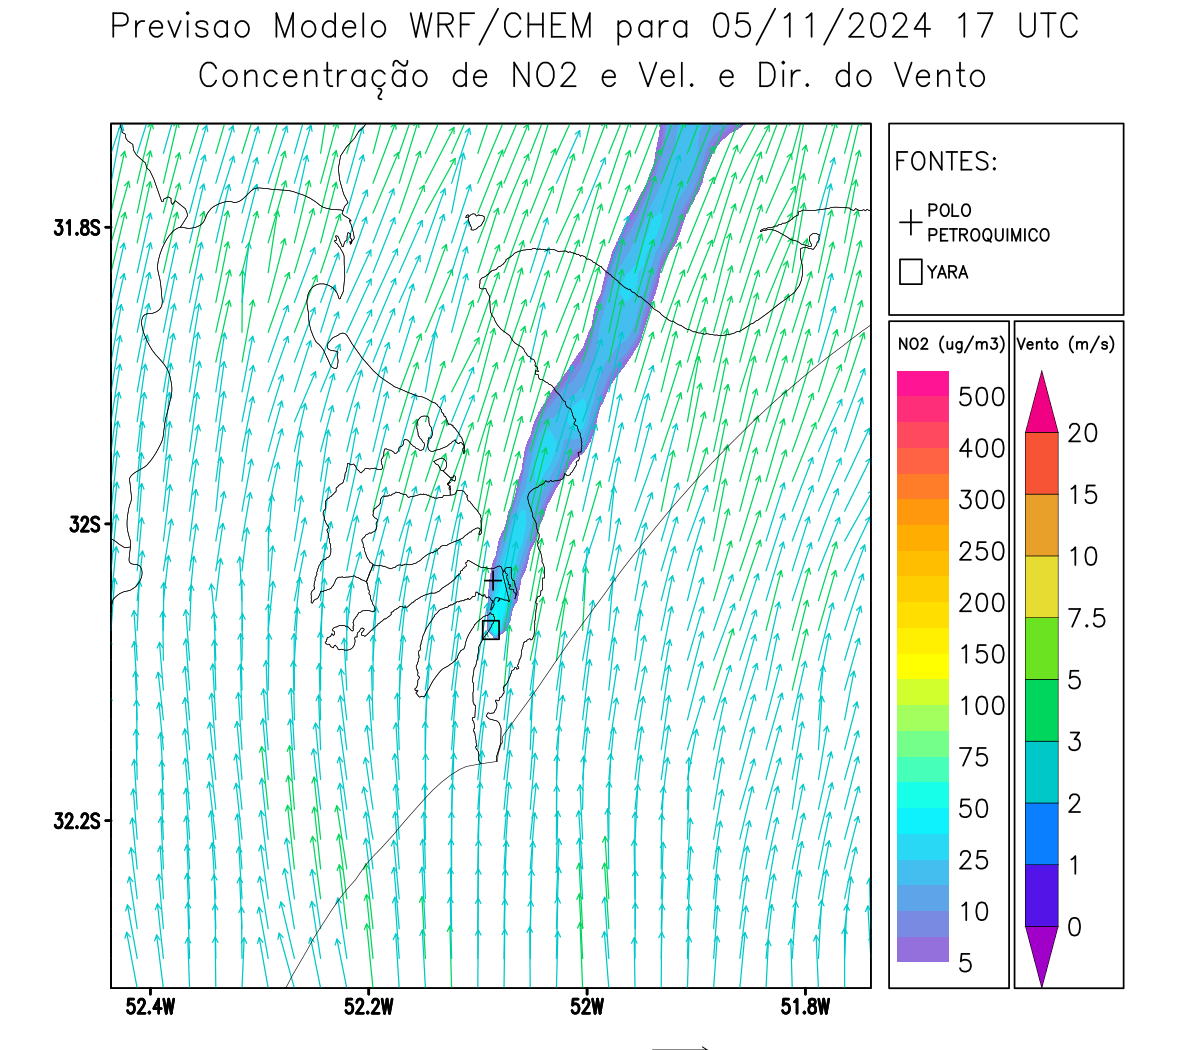 Previsao Modelo WRF/CHEM para 05/11/2024 17 UTC
Concentração de NO2 e Vel. e Dir. do Vento
FONTES:
POLO
PETROQUIMICO
YARA
NO2 (ug/m3)
500
400
300
250
200
150
100
75
50
25
10
5
Vento (m/s)
20
15
10
7.5
5
3
2
1
0
31.8S
32S
32.2S
52.4W
52.2W
52W
51.8W